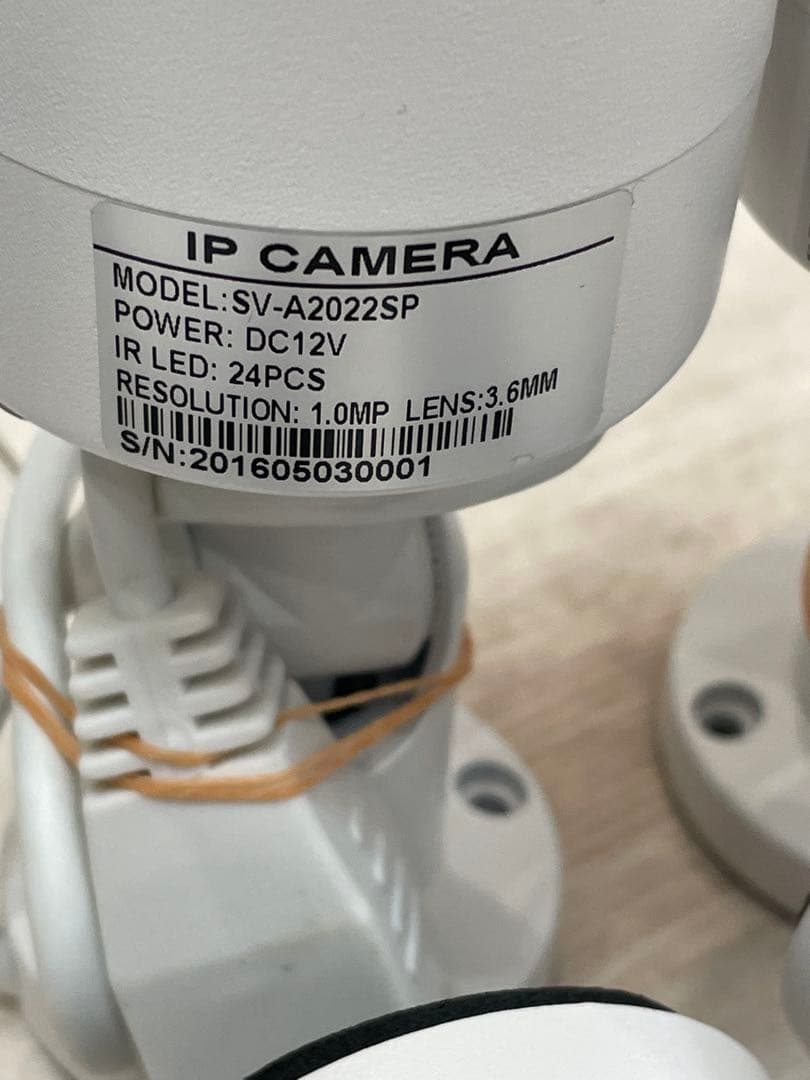 IP CAMERA
MODEL:SV-A2022SP
POWER: DC12V
IR LED: 24PCS
RESOLUTION: 1.0MP LENS:3.6MM
S/N:201605030001